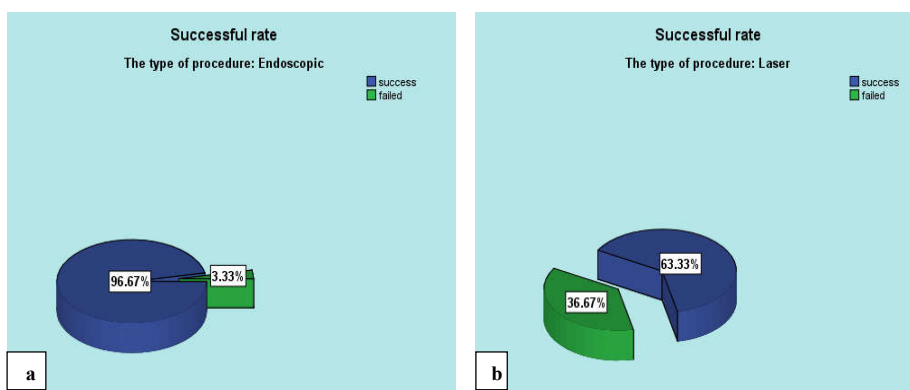 Successful rate
The type of procedure: Endoscopic
success
failed
96.67%
3.33%
a
Successful rate
The type of procedure: Laser
success
failed
63.33%
36.67%
b